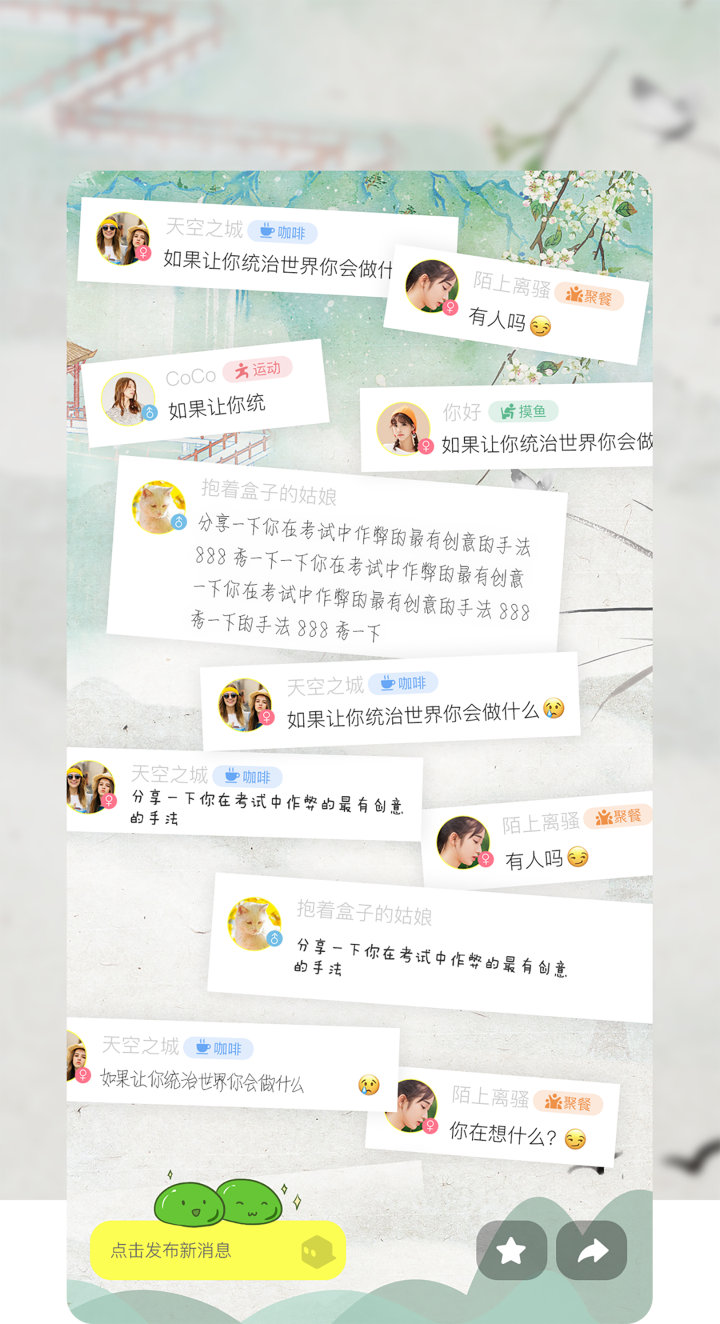 天空之城 咖啡
如果让你统治世界你会做什
陌上离骚 聚餐
有人吗
CoCo 运动
如果让你统
你好 摸鱼
如果让你统治世界你会做
抱着盒子的姑娘
分享一下你在考试中作弊的最有创意的手法
888 秀一下一下你在考试中作弊的最有创意
一下你在考试中作弊的最有创意的手法 888
秀一下的手法 888 秀一下
天空之城 咖啡
如果让你统治世界你会做什么
天空之城 咖啡
分享一下你在考试中作弊的最有创意
的手法
陌上离骚 聚餐
有人吗
抱着盒子的姑娘
分享一下你在考试中作弊的最有创意
的手法
天空之城 咖啡
如果让你统治世界你会做什么
陌上离骚 聚餐
你在想什么?
点击发布新消息